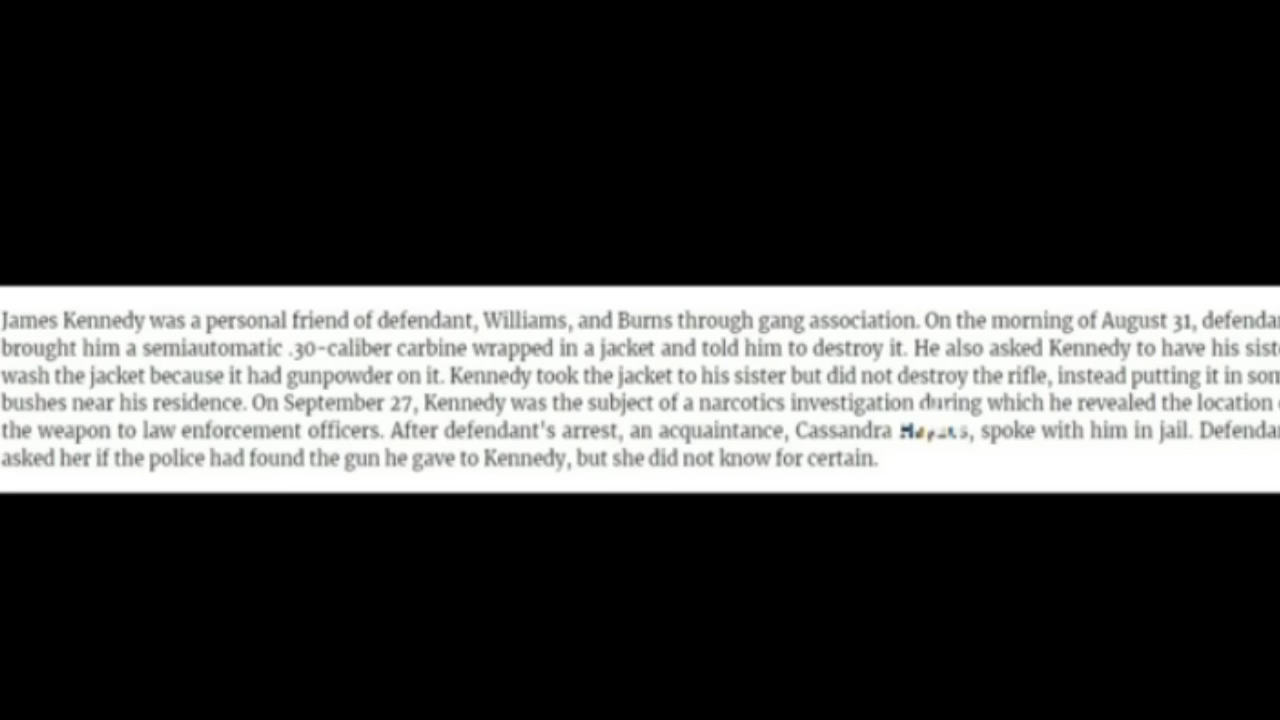 James Kennedy was a personal friend of defendant, Williams, and Burns through gang association. On the morning of August 31, defendar
brought him a semiautomatic .30-caliber carbine wrapped in a jacket and told him to destroy it. He also asked Kennedy to have his siste
wash the jacket because it had gunpowder on it. Kennedy took the jacket to his sister but did not destroy the rifle, instead putting it in som
bushes near his residence. On September 27, Kennedy was the subject of a narcotics investigation during which he revealed the location
the weapon to law enforcement officers. After defendant's arrest, an acquaintance, Cassandra , spoke with him in jail. Defendar
asked her if the police had found the gun he gave to Kennedy, but she did not know for certain.